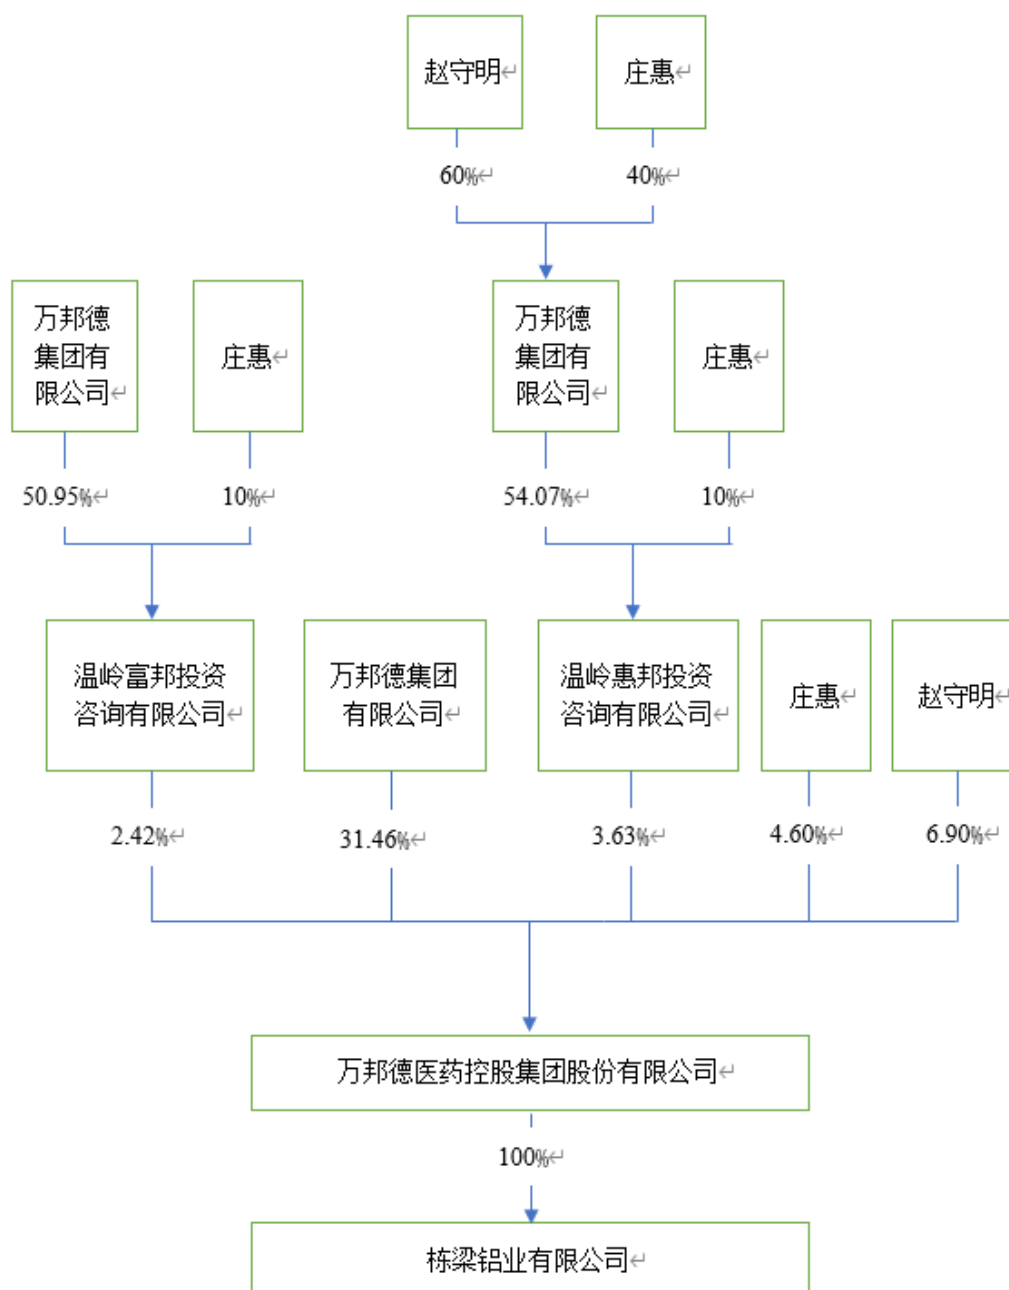 赵守明↵
庄惠↵
60%↵
40%↵
万邦德
集团有
限公司↵
庄惠↵
万邦德
集团有
限公司↵
庄惠↵
50.95%↵
10%↵
54.07%↵
10%↵
温岭富邦投资
咨询有限公司↵
万邦德集团
有限公司↵
温岭惠邦投资
咨询有限公司↵
庄惠↵
赵守明↵
2.42%↵
31.46%↵
3.63%↵
4.60%↵
6.90%↵
万邦德医药控股集团股份有限公司↵
100%↵
栋梁铝业有限公司↵